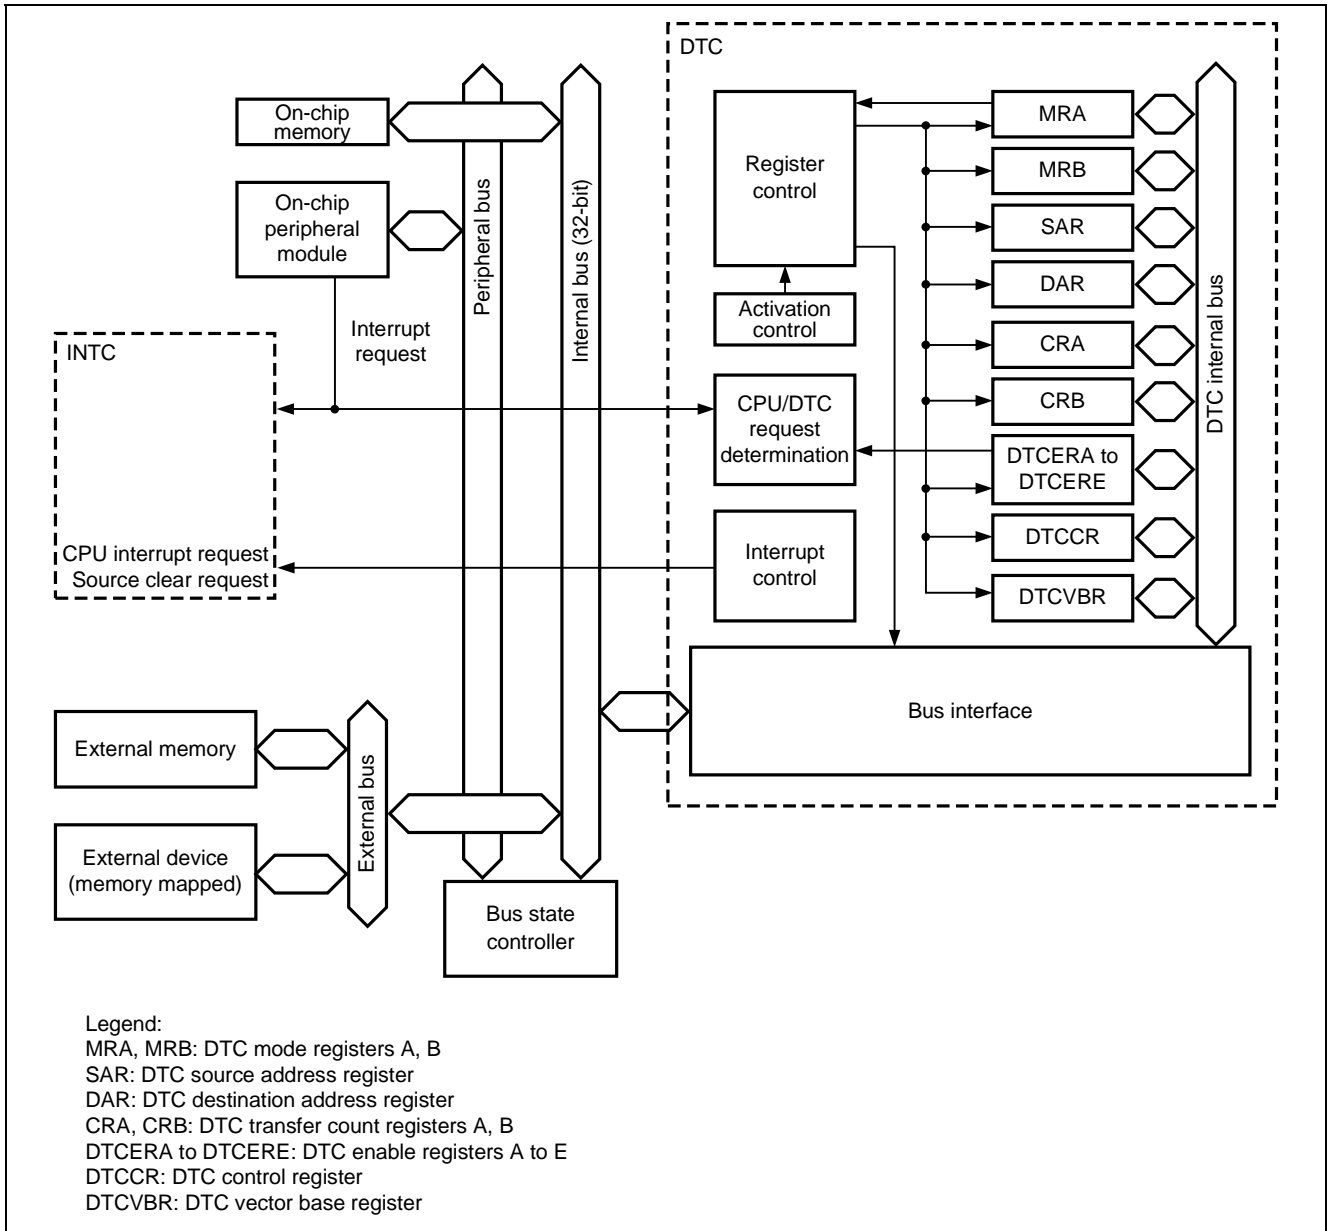 DTC
On-chip
memory
MRA
Register
control
MRB
On-chip
peripheral
module
SAR
Peripheral bus
Internal bus (32-bit)
DAR
DTC internal bus
Activation
control
Interrupt
request
INTC
CRA
CPU/DTC
request
determination
CRB
DTCERA to
DTCERE
CPU interrupt request
Source clear request
Interrupt
control
DTCCR
DTCVBR
Bus interface
External memory
External bus
External device
(memory mapped)
Bus state
controller
Legend:
MRA, MRB: DTC mode registers A, B
SAR: DTC source address register
DAR: DTC destination address register
CRA, CRB: DTC transfer count registers A, B
DTCERA to DTCERE: DTC enable registers A to E
DTCCR: DTC control register
DTCVBR: DTC vector base register